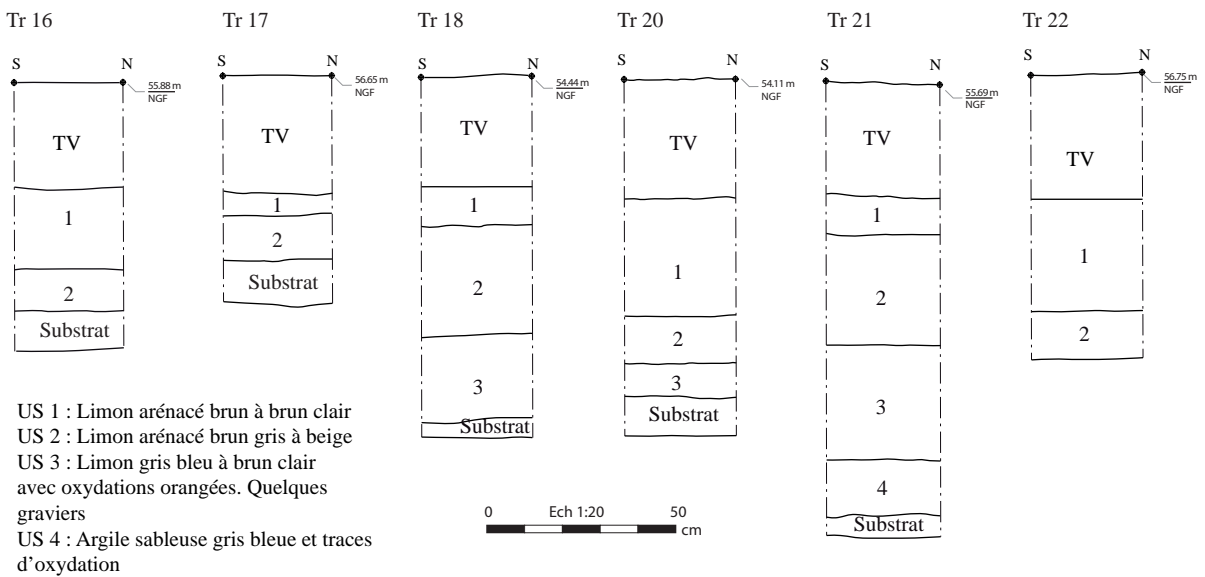 Tr 16
S N
55.88 m
NGF
TV
1
2
Substrat
Tr 17
S N
56.65 m
NGF
TV
1
2
Substrat
Tr 18
S N
54.44 m
NGF
TV
1
2
3
Substrat
Tr 20
S N
54.11 m
NGF
TV
1
2
3
Substrat
Tr 21
S N
55.69 m
NGF
TV
1
2
3
4
Substrat
Tr 22
S N
56.75 m
NGF
TV
1
2
US 1 : Limon arénacé brun à brun clair
US 2 : Limon arénacé brun gris à beige
US 3 : Limon gris bleu à brun clair
avec oxydations orangées. Quelques
graviers
US 4 : Argile sableuse gris bleue et traces
d’oxydation
0 Ech 1:20 50
cm